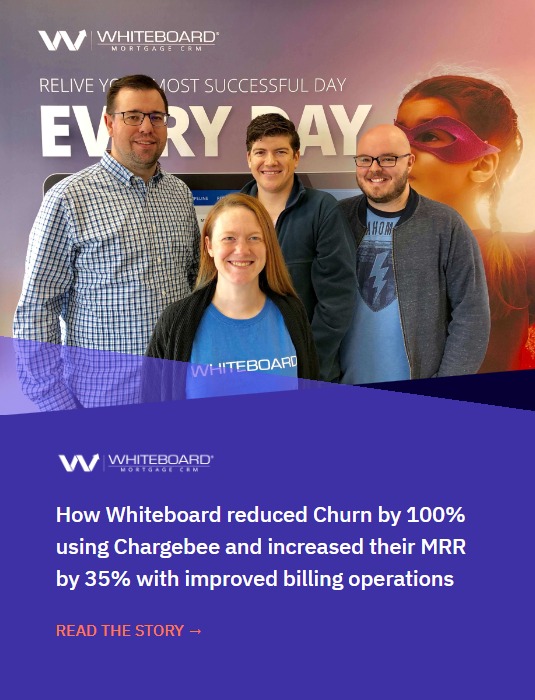 WHITEBOARD®
MORTGAGE CRM
RELIVE YO MOST SUCCESSFUL DAY
EV RY DAY
WHITEBOARD
WHITEBOARD®
MORTGAGE CRM
How Whiteboard reduced Churn by 100%
using Chargebee and increased their MRR
by 35% with improved billing operations
READ THE STORY →